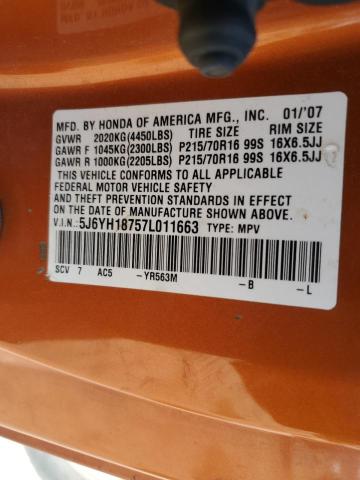 MFD. BY HONDA OF AMERICA MFG., INC. 01/'07
GVWR 2020KG(4450LBS) TIRE SIZE RIM SIZE
GAWR F 1045KG(2300LBS) P215/70R16 99S 16X6.5JJ
GAWR R 1000KG(2205LBS) P215/70R16 99S 16X6.5JJ
THIS VEHICLE CONFORMS TO ALL APPLICABLE
FEDERAL MOTOR VEHICLE SAFETY
AND THEFT PREVENTION STANDARDS IN EFFECT
ON THE DATE OF MANUFACTURE SHOWN ABOVE.
V.I.N.:5J6YH18757L011663 TYPE: MPV
SCV 7 AC5 -YR563M -B -L